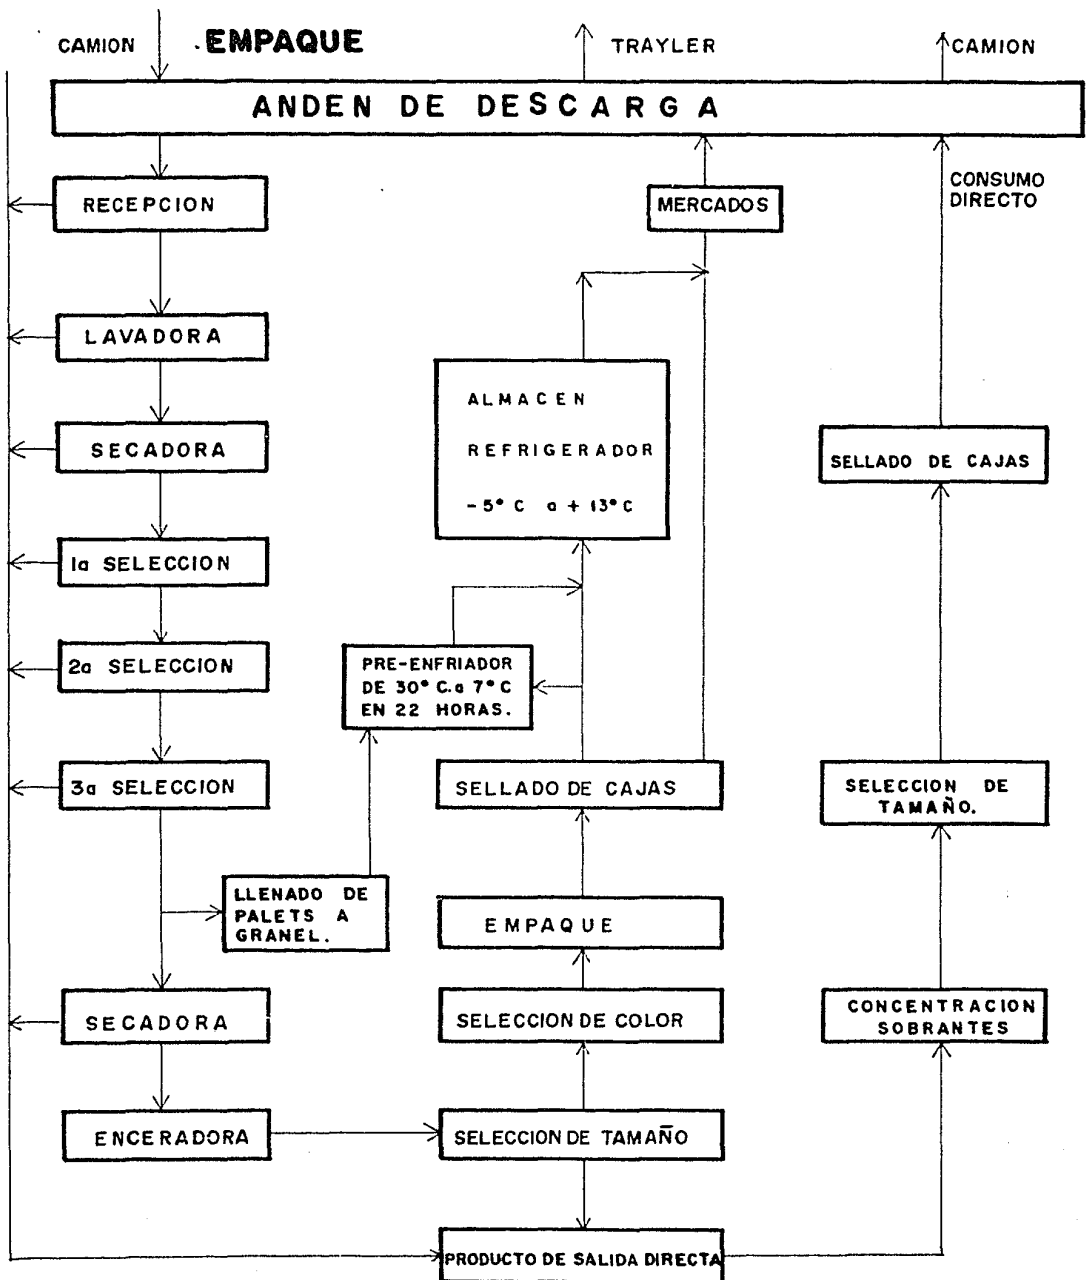 CAMION
EMPAQUE
TRAYLER
CAMION
ANDEN DE DESCARGA
RECEPCION
LAVADORA
SECADORA
1a SELECCION
2a SELECCION
3a SELECCION
LLENADO DE
PALETS A
GRANEL.
SECADORA
ENCERADORA
MERCADOS
ALMACEN
REFRIGERADOR
-5° C a + 13° C
PRE-ENFRIADOR
DE 30° C. a 7° C
EN 22 HORAS.
SELLADO DE CAJAS
EMPAQUE
SELECCION DE COLOR
SELECCION DE TAMAÑO
PRODUCTO DE SALIDA DIRECTA
CONSUMO
DIRECTO
SELLADO DE CAJAS
SELECCION DE
TAMAÑO.
CONCENTRACION
SOBRANTES